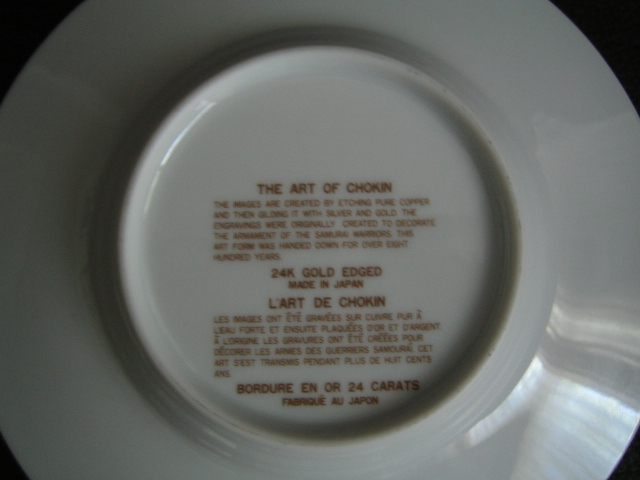 THE ART OF CHOKIN
THE IMAGES ARE CREATED BY ETCHING PURE COPPER
AND THEN GILDING IT WITH SILVER AND GOLD. THE
ENGRAVINGS WERE ORIGINALLY CREATED TO DECORATE
THE ARMAMENT OF THE SAMURAI WARRIORS. THIS
ART FORM WAS HANDED DOWN FOR OVER EIGHT
HUNDRED YEARS.
24K GOLD EDGED
MADE IN JAPAN
L'ART DE CHOKIN
LES IMAGES ONT ÉTÉ GRAVÉES SUR CUIVRE PUR À
L'EAU FORTE ET ENSUITE PLAQUÉES D'OR ET D'ARGENT
À L'ORIGINE LES GRAVURES ONT ÉTÉ CRÉÉES POUR
DÉCORER LES ARMES DES GUERRIERS SAMOURAÏ, CET
ART S'EST TRANSMIS PENDANT PLUS DE HUIT CENTS
ANS.
BORDURE EN OR 24 CARATS
FABRIQUÉ AU JAPON